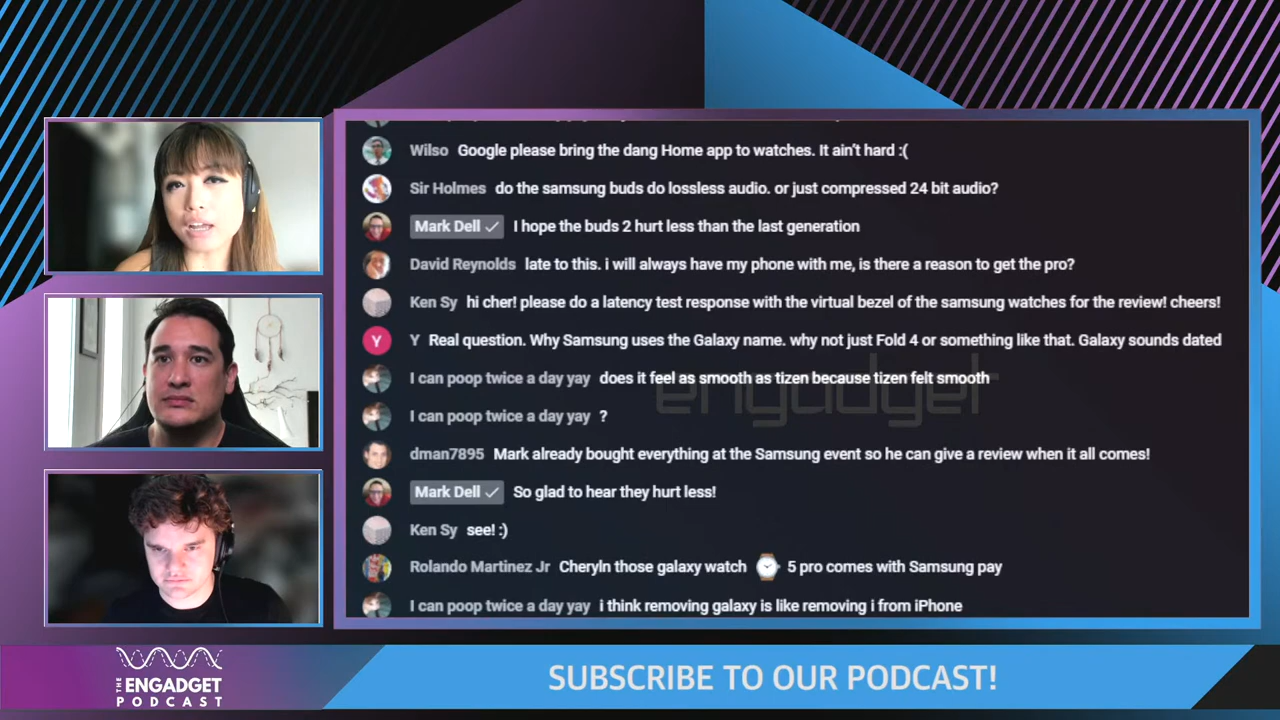 Wilso Google please bring the dang Home app to watches. It ain't hard :(
Sir Holmes do the samsung buds do lossless audio. or just compressed 24 bit audio?
Mark Dell ✓ I hope the buds 2 hurt less than the last generation
David Reynolds late to this. i will always have my phone with me, is there a reason to get the pro?
Ken Sy hi cher! please do a latency test response with the virtual bezel of the samsung watches for the review! cheers!
Y Y Real question. Why Samsung uses the Galaxy name. why not just Fold 4 or something like that. Galaxy sounds dated
I can poop twice a day yay does it feel as smooth as tizen because tizen felt smooth
engadget
I can poop twice a day yay ?
dman7895 Mark already bought everything at the Samsung event so he can give a review when it all comes!
Mark Dell ✓ So glad to hear they hurt less!
Ken Sy see! :)
Rolando Martinez Jr Cheryln those galaxy watch ⌚ 5 pro comes with Samsung pay
I can poop twice a day yay i think removing galaxy is like removing i from iPhone
THE ENGADGET PODCAST
SUBSCRIBE TO OUR PODCAST!